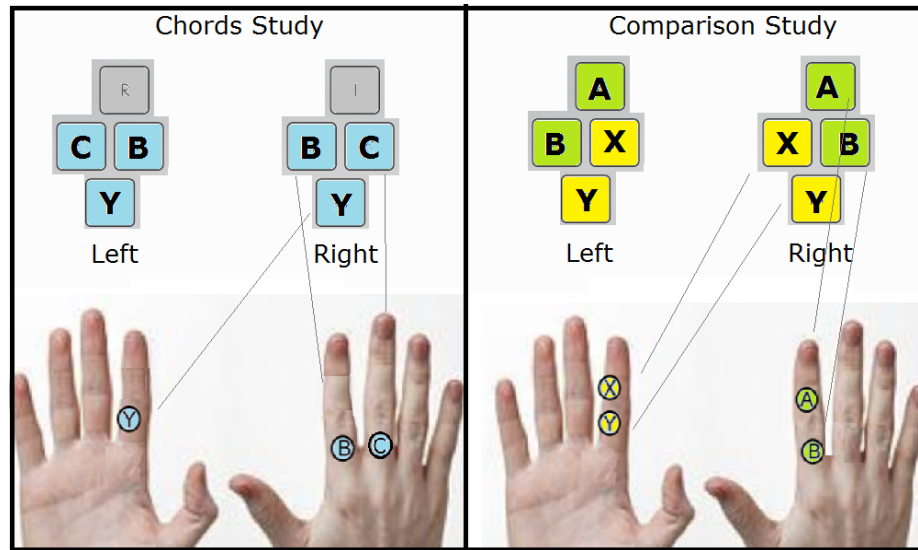 Chords Study
R
C B
Y
Left
I
B C
Y
Right
Y
B C
Comparison Study
A
B X
Y
Left
A
X B
Y
Right
X
Y
A
B